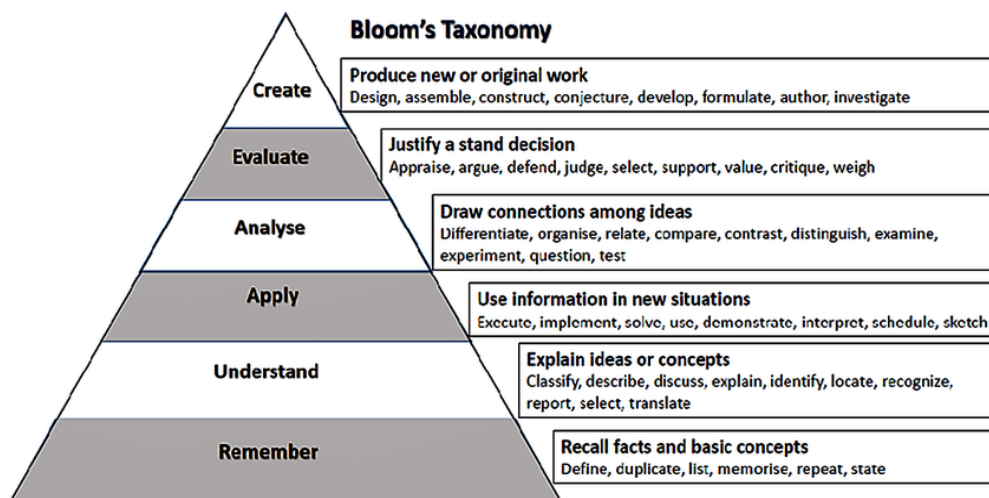 Bloom's Taxonomy
Create
Produce new or original work
Design, assemble, construct, conjecture, develop, formulate, author, investigate
Evaluate
Justify a stand decision
Appraise, argue, defend, judge, select, support, value, critique, weigh
Analyse
Draw connections among ideas
Differentiate, organise, relate, compare, contrast, distinguish, examine,
experiment, question, test
Apply
Use information in new situations
Execute, implement, solve, use, demonstrate, interpret, schedule, sketch
Understand
Explain ideas or concepts
Classify, describe, discuss, explain, identify, locate, recognize,
report, select, translate
Remember
Recall facts and basic concepts
Define, duplicate, list, memorise, repeat, state